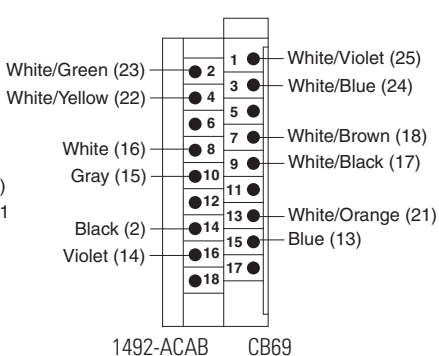 1 White/Violet (25)
White/Green (23) 2
3 White/Blue (24)
White/Yellow (22) 4
5
6
7 White/Brown (18)
White (16) 8
9 White/Black (17)
Gray (15) 10
)
11
12
1
13 White/Orange (21)
Black (2) 14
15 Blue (13)
Violet (14) 16
17
18
1492-ACAB CB69